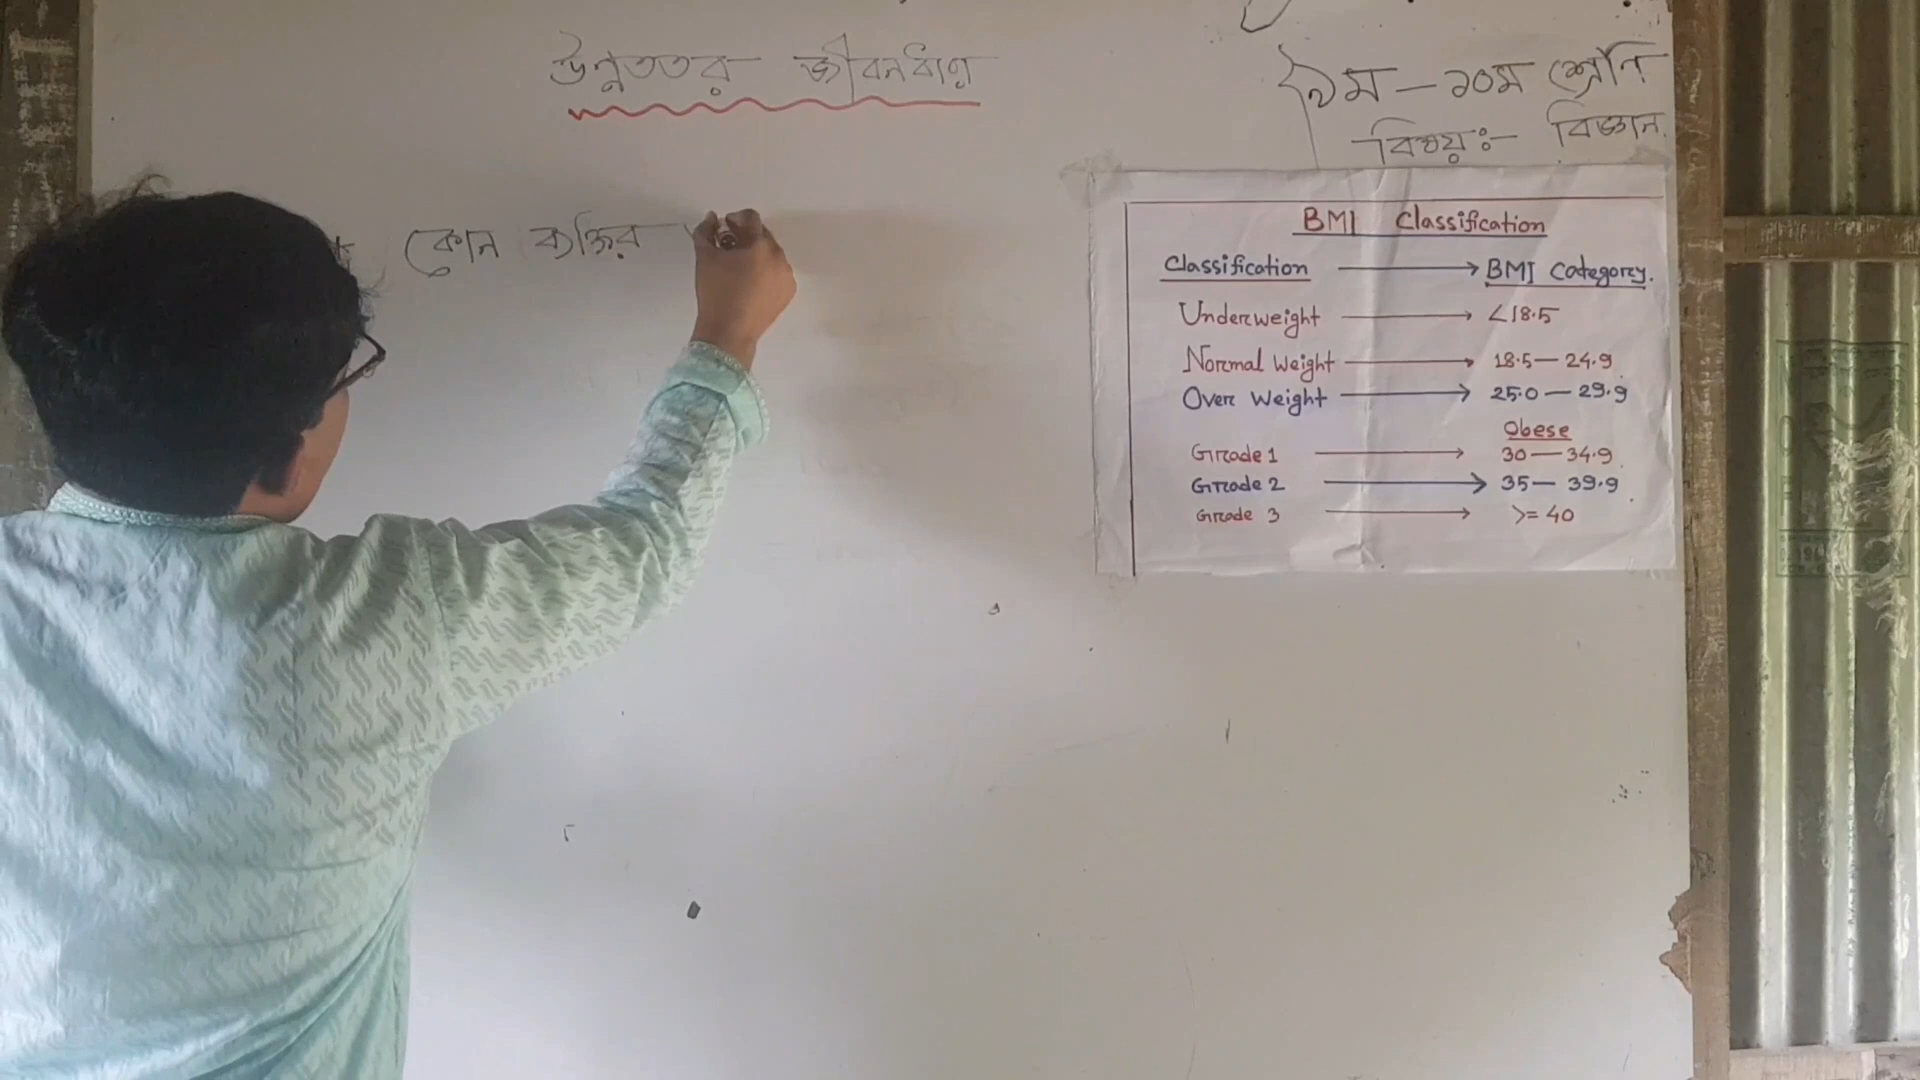 উন্নততর জীবনধারা
৯ম – ১০ম শ্রেণি
বিষয়ঃ- বিজ্ঞান
* কোন ব্যক্তির
BMI Classification
Classification → BMI Category.
Underweight → <18.5
Normal Weight → 18.5 — 24.9
Over Weight → 25.0 — 29.9
Obese
Grade 1 → 30 — 34.9
Grade 2 → 35 — 39.9
Grade 3 → >= 40